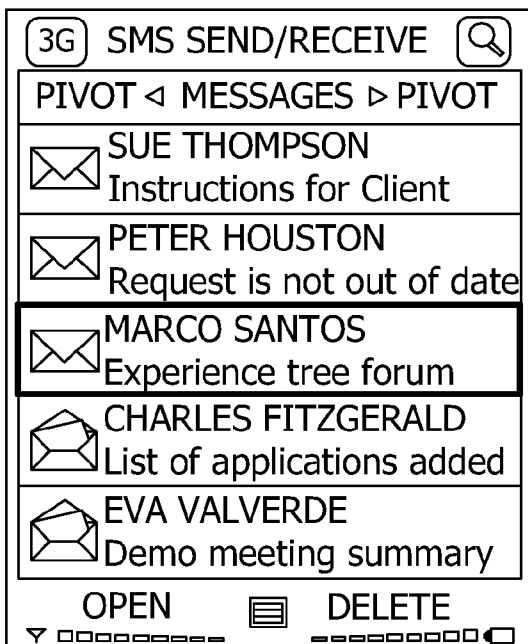 3G SMS SEND/RECEIVE
PIVOT ◃ MESSAGES ▹ PIVOT
SUE THOMPSON
Instructions for Client
PETER HOUSTON
Request is not out of date
MARCO SANTOS
Experience tree forum
CHARLES FITZGERALD
List of applications added
EVA VALVERDE
Demo meeting summary
OPEN DELETE